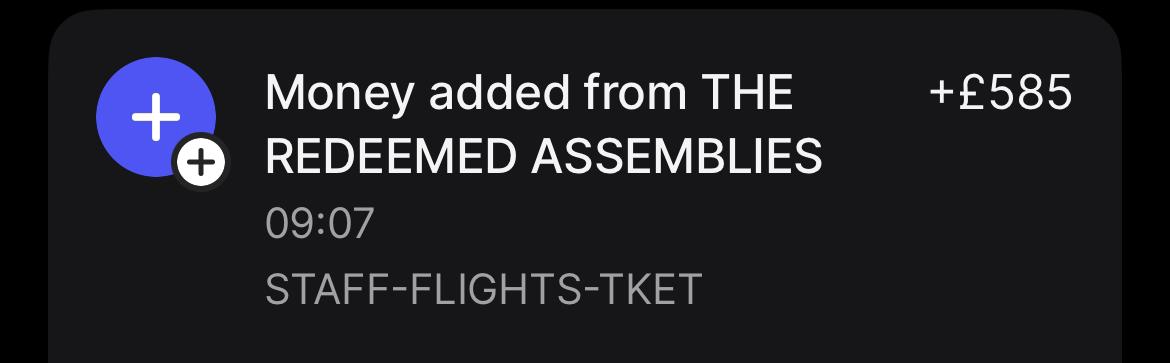 Money added from THE +£585
REDEEMED ASSEMBLIES
09:07
STAFF-FLIGHTS-TKET